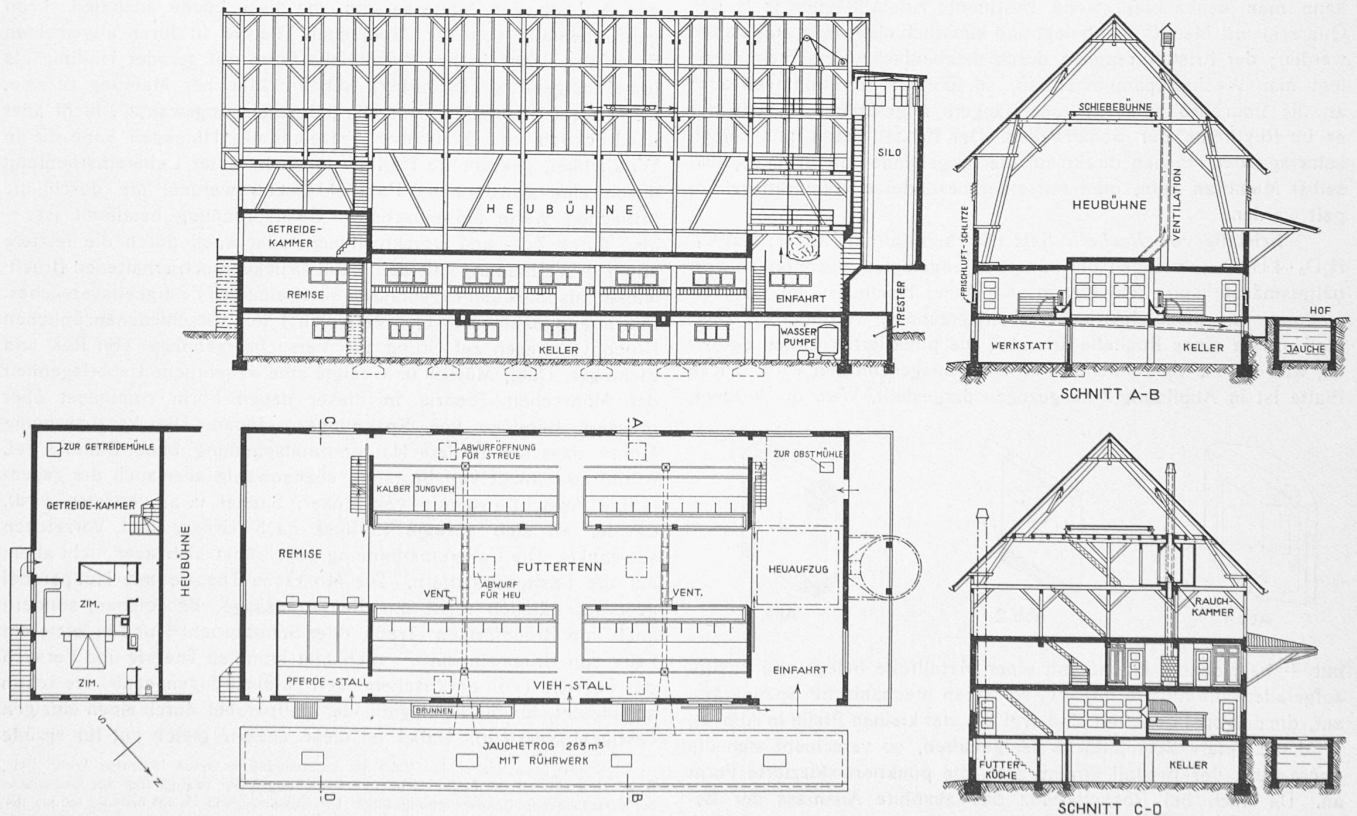 GETREIDE-
KAMMER
HEUBÜHNE
SILO
REMISE
EINFAHRT
TRESTER
KELLER
WASSER
PUMPE
SCHIEBEBÜHNE
HEUBÜHNE
VENTILATION
FRISCHLUFT-SCHLITZE
WERKSTATT
KELLER
HOF
JAUCHE
SCHNITT A-B
ZUR GETREIDEMÜHLE
GETREIDE-KAMMER
HEUBÜHNE
ZIM.
ZIM.
S
N
C
A
ABWURFÖFFNUNG
FÜR STREUE
ZUR OBSTMÜHLE
KALBER
JUNGVIEH
REMISE
FUTTERTENN
HEUAUFZUG
ABWURF
FÜR HEU
VENT.
VENT.
PFERDE-STALL
VIEH-STALL
EINFAHRT
BRUNNEN
JAUCHETROG 263 m³
MIT RÜHRWERK
D
B
RAUCH-
KAMMER
FUTTER-
KÜCHE
KELLER
SCHNITT C-D